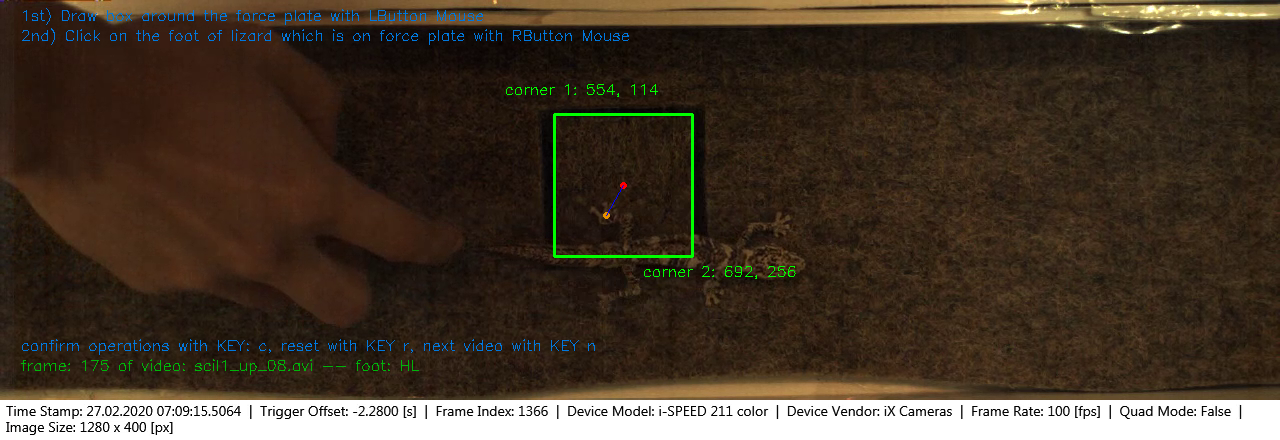 1st) Draw box around the force plate with LButton Mouse
2nd) Click on the foot of lizard which is on force plate with RButton Mouse
corner 1: 554, 114
corner 2: 692, 256
confirm operations with KEY: c, reset with KEY r, next video with KEY n
frame: 175 of video: scil1_up_08.avi -- foot: HL
Time Stamp: 27.02.2020 07:09:15.5064 | Trigger Offset: -2.2800 [s] | Frame Index: 1366 | Device Model: i-SPEED 211 color | Device Vendor: iX Cameras | Frame Rate: 100 [fps] | Quad Mode: False |
Image Size: 1280 x 400 [px]